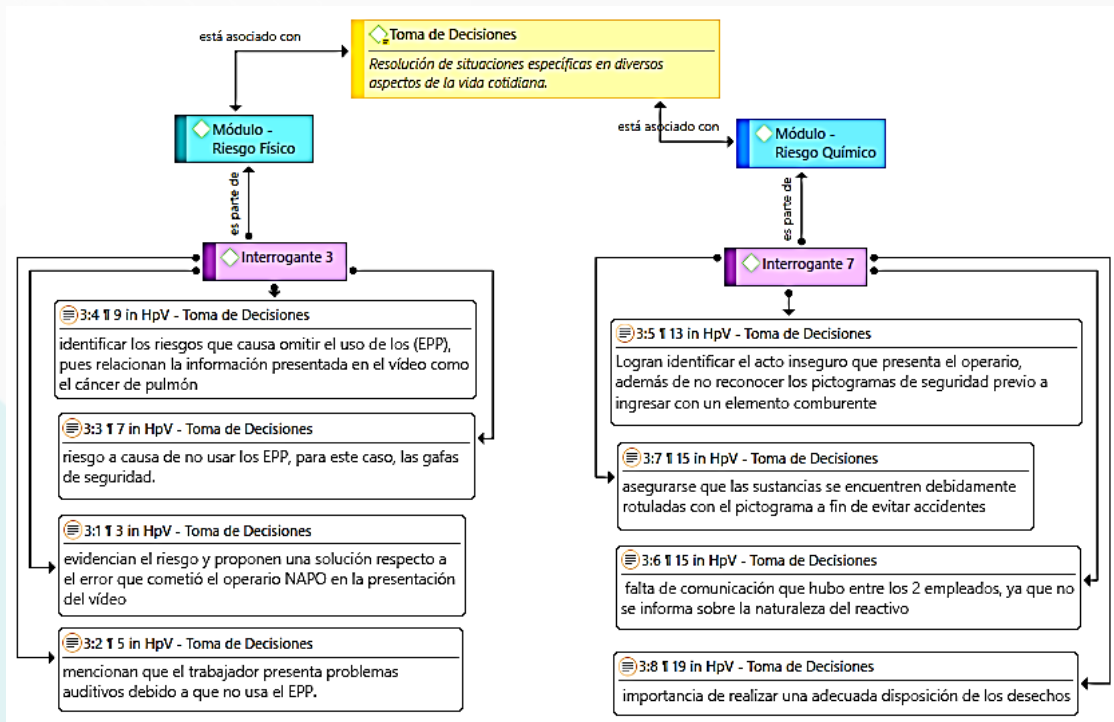 está asociado con
Toma de Decisiones
Resolución de situaciones específicas en diversos
aspectos de la vida cotidiana.
está asociado con
Módulo -
Riesgo Físico
Módulo -
Riesgo Químico
es parte de
es parte de
Interrogante 3
3:4 ¶ 9 in HpV - Toma de Decisiones
identificar los riesgos que causa omitir el uso de los (EPP),
pues relacionan la información presentada en el vídeo como
el cáncer de pulmón
3:3 ¶ 7 in HpV - Toma de Decisiones
riesgo a causa de no usar los EPP, para este caso, las gafas
de seguridad.
3:1 ¶ 3 in HpV - Toma de Decisiones
evidencian el riesgo y proponen una solución respecto a
el error que cometió el operario NAPO en la presentación
del vídeo
3:2 ¶ 5 in HpV - Toma de Decisiones
mencionan que el trabajador presenta problemas
auditivos debido a que no usa el EPP.
Interrogante 7
3:5 ¶ 13 in HpV - Toma de Decisiones
Logran identificar el acto inseguro que presenta el operario,
además de no reconocer los pictogramas de seguridad previo a
ingresar con un elemento comburente
3:7 ¶ 15 in HpV - Toma de Decisiones
asegurarse que las sustancias se encuentren debidamente
rotuladas con el pictograma a fin de evitar accidentes
3:6 ¶ 15 in HpV - Toma de Decisiones
falta de comunicación que hubo entre los 2 empleados, ya que no
se informa sobre la naturaleza del reactivo
3:8 ¶ 19 in HpV - Toma de Decisiones
importancia de realizar una adecuada disposición de los desechos